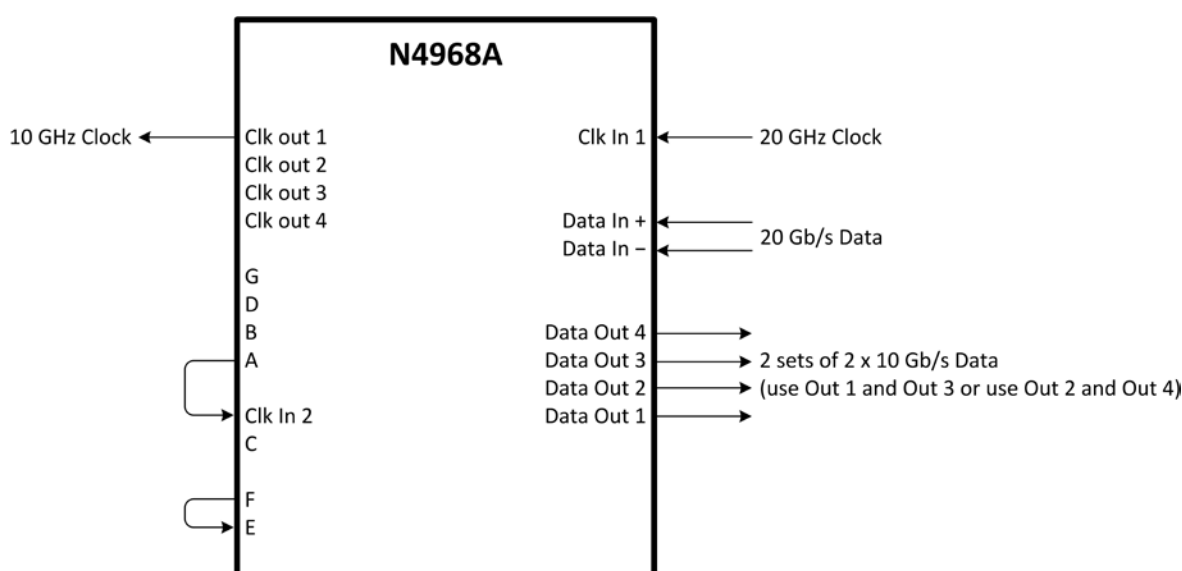 N4968A
10 GHz Clock
Clk out 1
Clk In 1
20 GHz Clock
Clk out 2
Clk out 3
Clk out 4
Data In +
Data In −
20 Gb/s Data
G
D
B
A
Clk In 2
C
F
E
Data Out 4
Data Out 3
Data Out 2
Data Out 1
2 sets of 2 x 10 Gb/s Data
(use Out 1 and Out 3 or use Out 2 and Out 4)